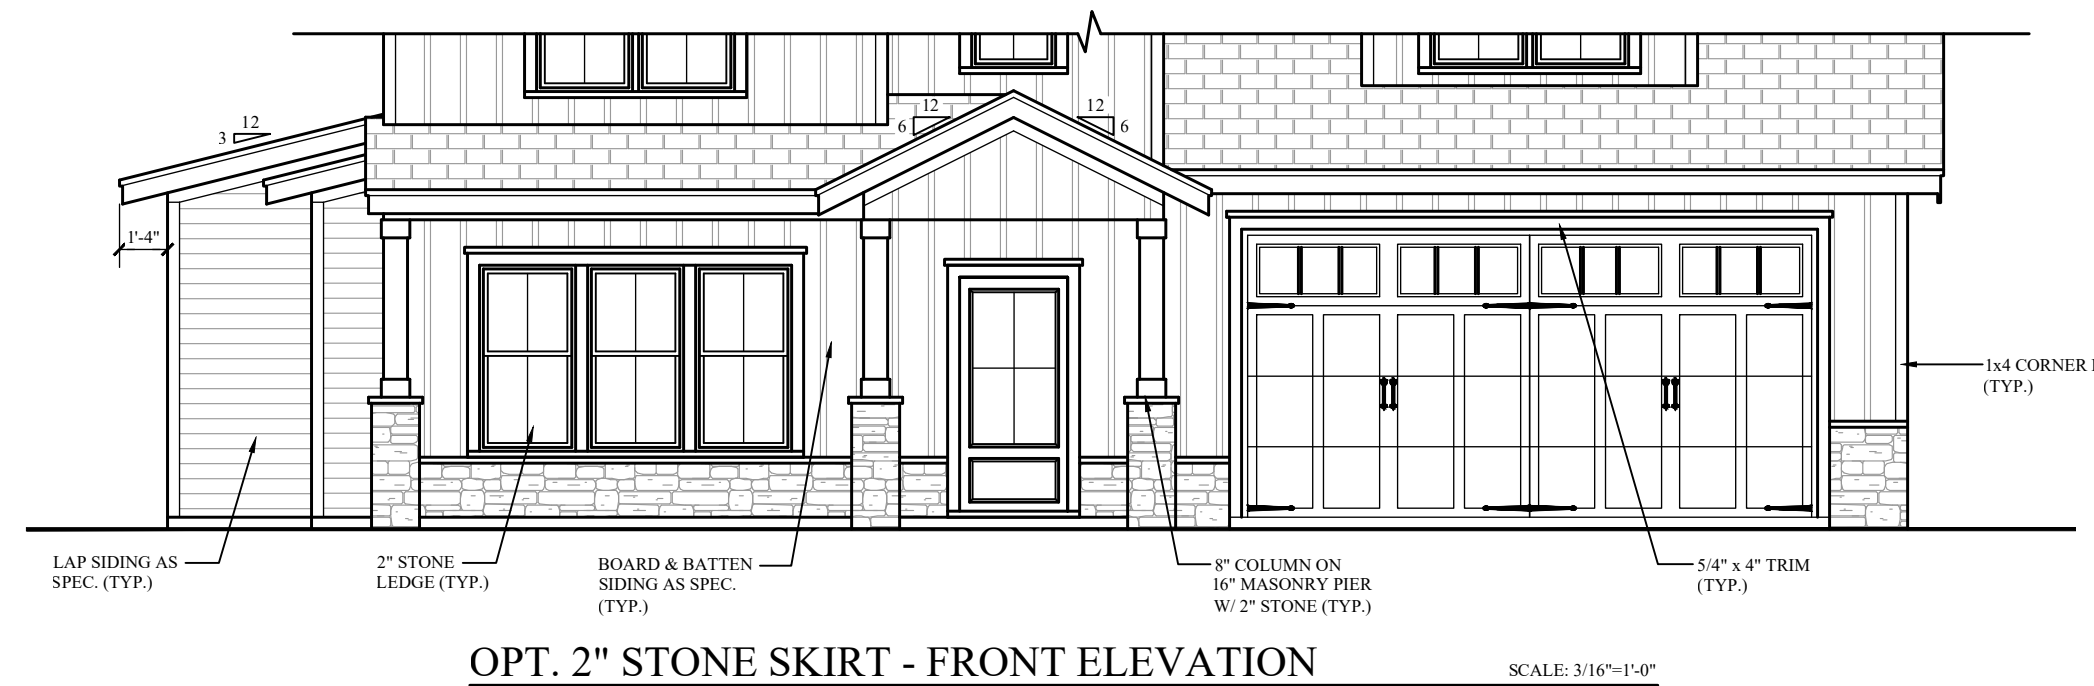 12
6
12
6
12
3
1'-4"
1x4 CORNER
(TYP.)
LAP SIDING AS
SPEC. (TYP.)
2" STONE
LEDGE (TYP.)
BOARD & BATTEN
SIDING AS SPEC.
(TYP.)
8" COLUMN ON
16" MASONRY PIER
W/ 2" STONE (TYP.)
5/4" x 4" TRIM
(TYP.)
OPT. 2" STONE SKIRT - FRONT ELEVATION
SCALE: 3/16"=1'-0"